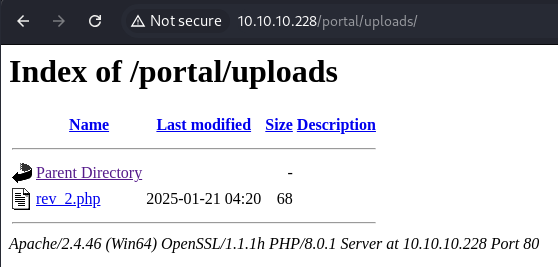 Not secure 10.10.10.228/portal/uploads/
Index of /portal/uploads
Name Last modified Size Description
Parent Directory -
rev_2.php 2025-01-21 04:20 68
Apache/2.4.46 (Win64) OpenSSL/1.1.1h PHP/8.0.1 Server at 10.10.10.228 Port 80